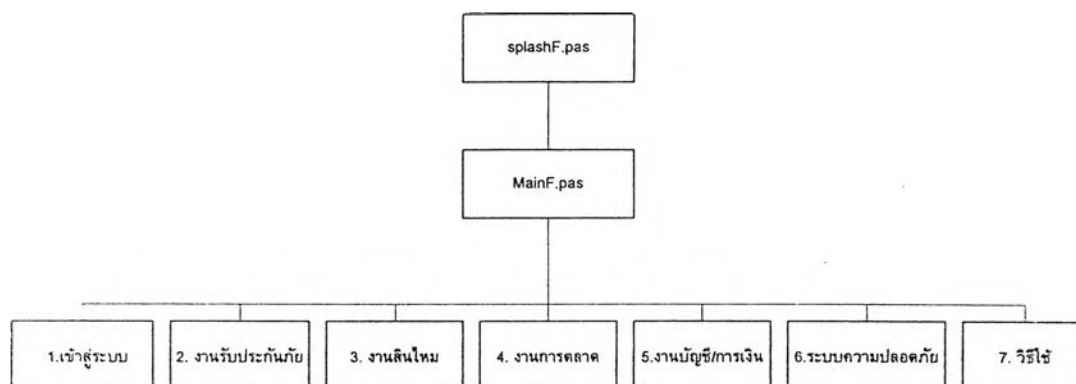 splashF.pas
MainF.pas
1.เข้าสู่ระบบ
2. งานรับประกันภัย
3. งานสินไหม
4. งานการตลาด
5.งานบัญชี/การเงิน
6.ระบบความปลอดภัย
7. วิธีใช้